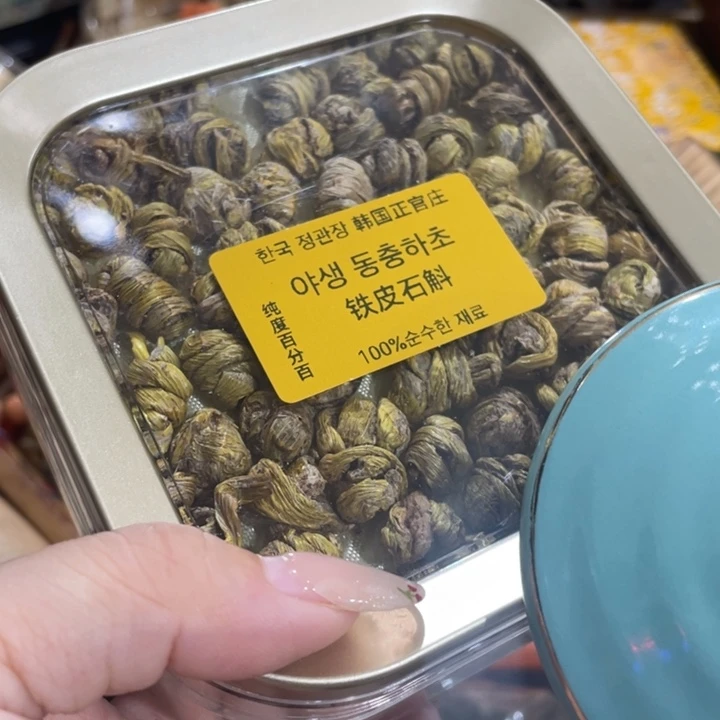 한국 정관장 韩国正官庄
야생 동충하초
铁皮石斛
纯度百分百
100%순수한 재료